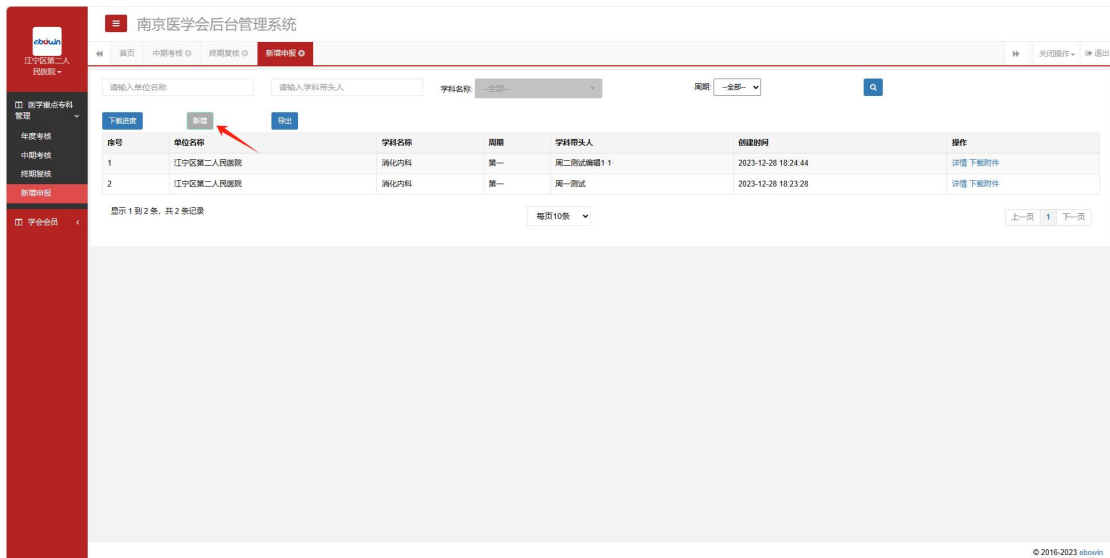 ebowin
江宁区第二人
民医院
医学重点专科
管理
年度考核
中期考核
终期复核
新增申报
学会会员
南京医学会后台管理系统
首页 中期考核 终期复核 新增申报 关闭操作 退出
请输入单位名称 请输入学科带头人 学科名称: --全部-- 周期: --全部--
下载进度 新增 导出
序号 单位名称 学科名称 周期 学科带头人 创建时间 操作
1 江宁区第二人民医院 消化内科 第一 周二测试编辑1·1· 2023-12-28 18:24:44 详情 下载附件
2 江宁区第二人民医院 消化内科 第一 周一测试 2023-12-28 18:23:28 详情 下载附件
显示 1 到 2 条，共 2 条记录 每页10条 上一页 1 下一页
© 2016-2023 ebowin